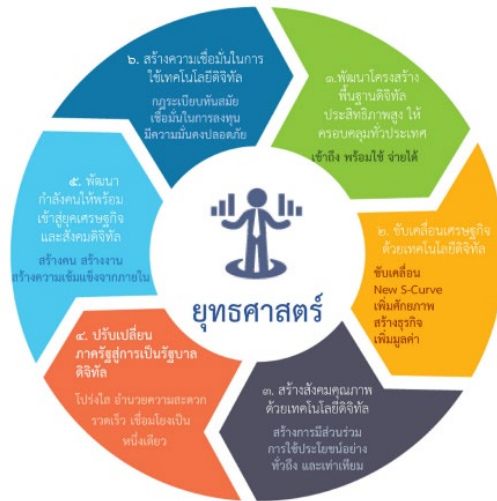 ๑.พัฒนาโครงสร้าง
พื้นฐานดิจิทัล
ประสิทธิภาพสูง ให้
ครอบคลุมทั่วประเทศ
เข้าถึง พร้อมใช้ จ่ายได้
๒. ขับเคลื่อนเศรษฐกิจ
ด้วยเทคโนโลยีดิจิทัล
ขับเคลื่อน
New S-Curve
เพิ่มศักยภาพ
สร้างธุรกิจ
เพิ่มมูลค่า
๓. สร้างสังคมคุณภาพ
ด้วยเทคโนโลยีดิจิทัล
สร้างการมีส่วนร่วม
การใช้ประโยชน์อย่าง
ทั่วถึง และเท่าเทียม
๔. ปรับเปลี่ยน
ภาครัฐสู่การเป็นรัฐบาล
ดิจิทัล
โปร่งใส อำนวยความสะดวก
รวดเร็ว เชื่อมโยงเป็น
หนึ่งเดียว
๕. พัฒนา
กำลังคนให้พร้อม
เข้าสู่ยุคเศรษฐกิจ
และสังคมดิจิทัล
สร้างคน สร้างงาน
สร้างความเข้มแข็งจากภายใน
๖. สร้างความเชื่อมั่นในการ
ใช้เทคโนโลยีดิจิทัล
กฎระเบียบทันสมัย
เชื่อมั่นในการลงทุน
มีความมั่นคงปลอดภัย
ยุทธศาสตร์